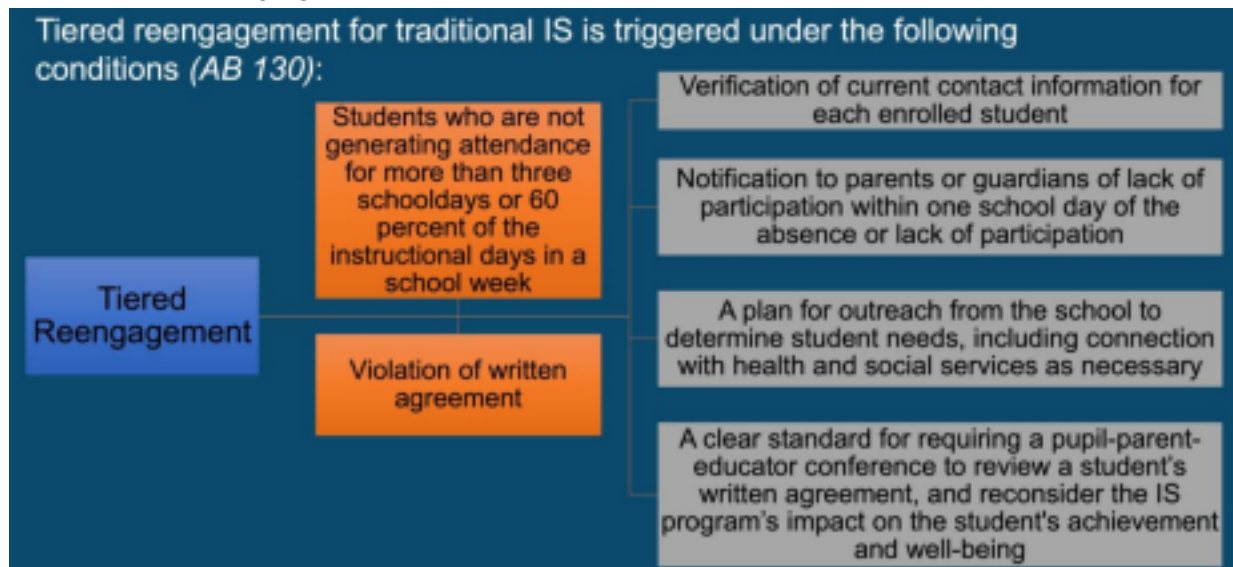 Tiered reengagement for traditional IS is triggered under the following
conditions (AB 130):
Tiered
Reengagement
Students who are not
generating attendance
for more than three
schooldays or 60
percent of the
instructional days in a
school week
Violation of written
agreement
Verification of current contact information for
each enrolled student
Notification to parents or guardians of lack of
participation within one school day of the
absence or lack of participation
A plan for outreach from the school to
determine student needs, including connection
with health and social services as necessary
A clear standard for requiring a pupil-parent-
educator conference to review a student's
written agreement, and reconsider the IS
program's impact on the student's achievement
and well-being